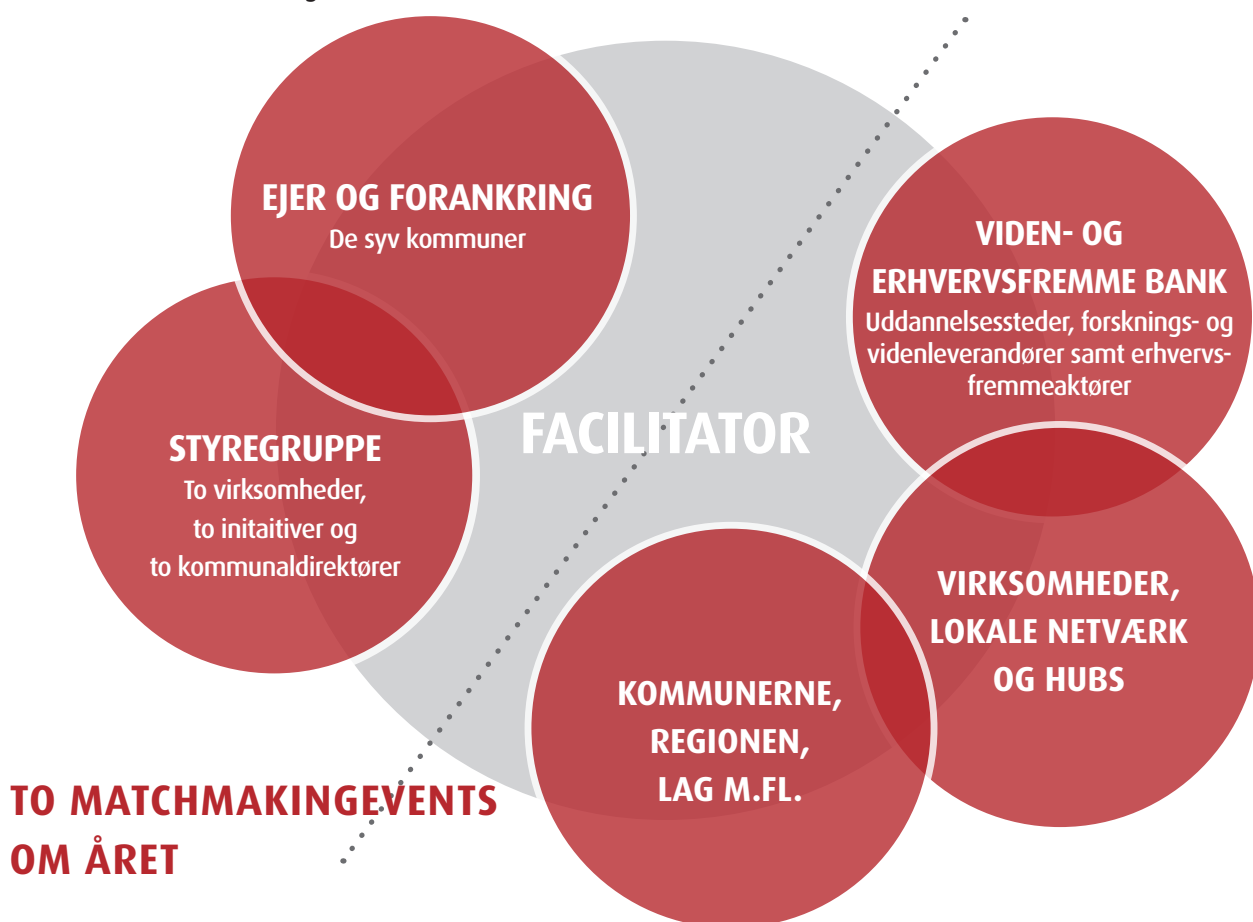 EJER OG FORANKRING
De syv kommuner
STYREGRUPPE
To virksomheder,
to initaitiver og
to kommunaldirektører
FACILITATOR
VIDEN- OG
ERHVERVSFREMME BANK
Uddannelsessteder, forsknings- og
videnleverandører samt erhvervs-
fremmeaktører
VIRKSOMHEDER,
LOKALE NETVÆRK
OG HUBS
KOMMUNERNE,
REGIONEN,
LAG M.FL.
TO MATCHMAKINGEVENTS
OM ÅRET